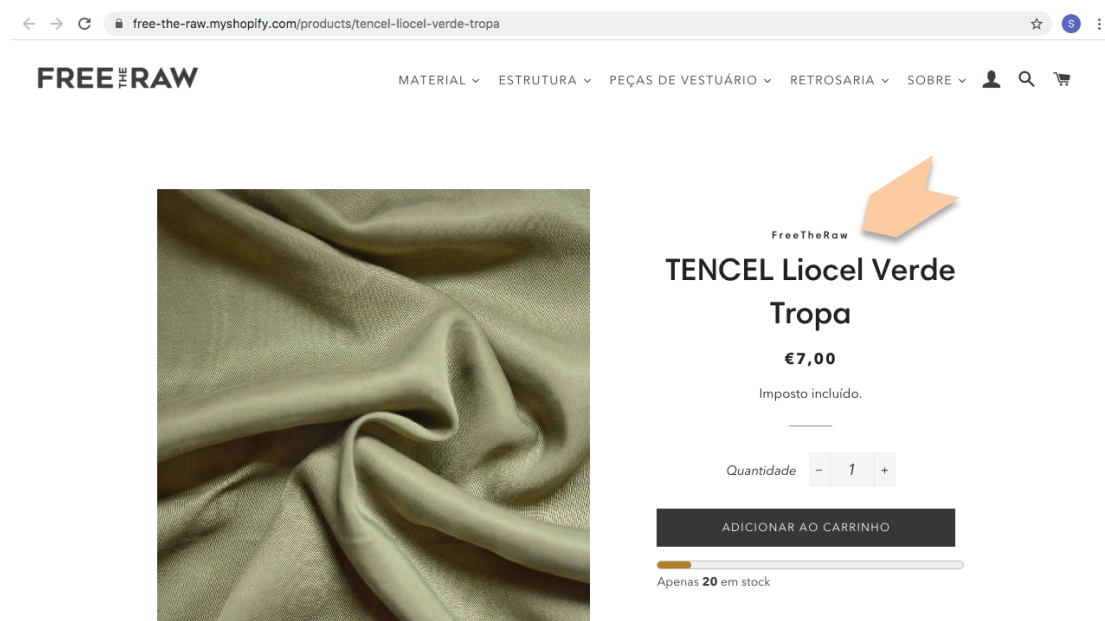 free-the-raw.myshopify.com/products/tencel-liocel-verde-tropa
S
FREE THE RAW
MATERIAL ESTRUTURA PEÇAS DE VESTUÁRIO RETROSARIA SOBRE
FreeTheRaw
TENCEL Liocel Verde
Tropa
€7,00
Imposto incluído.
Quantidade − 1 +
ADICIONAR AO CARRINHO
Apenas 20 em stock